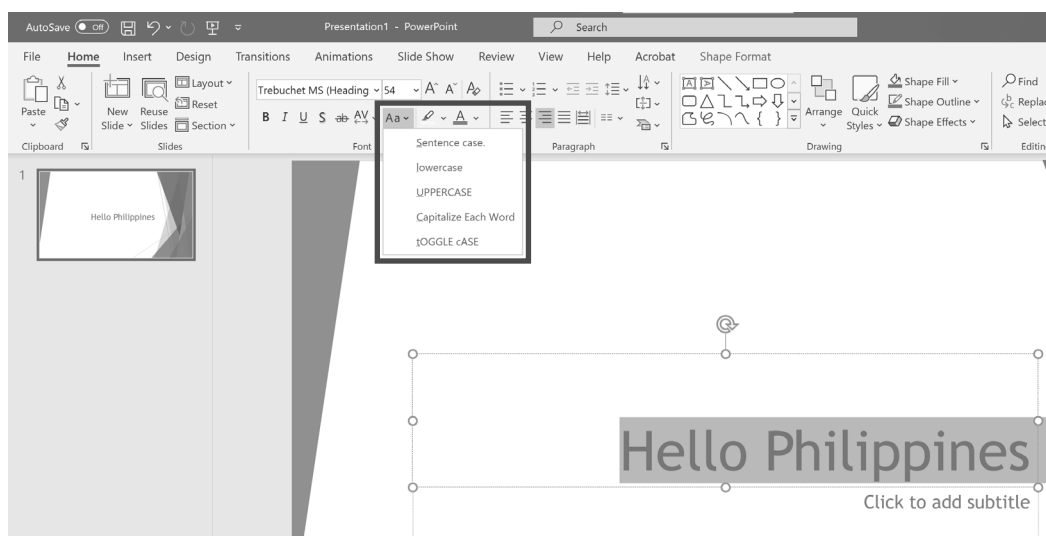 AutoSave Off Presentation1 - PowerPoint Search
File Home Insert Design Transitions Animations Slide Show Review View Help Acrobat Shape Format
Paste New Slide Reuse Slides Layout Reset Section
Trebuchet MS (Heading 54
B I U S ab AV Aa A
Arrange Quick Styles Shape Fill Shape Outline Shape Effects
Find
Select
Clipboard Slides Font Paragraph Drawing
Sentence case.
lowercase
UPPERCASE
Capitalize Each Word
tOGGLE cASE
1
Hello Philippines
Hello Philippines
Click to add subtitle